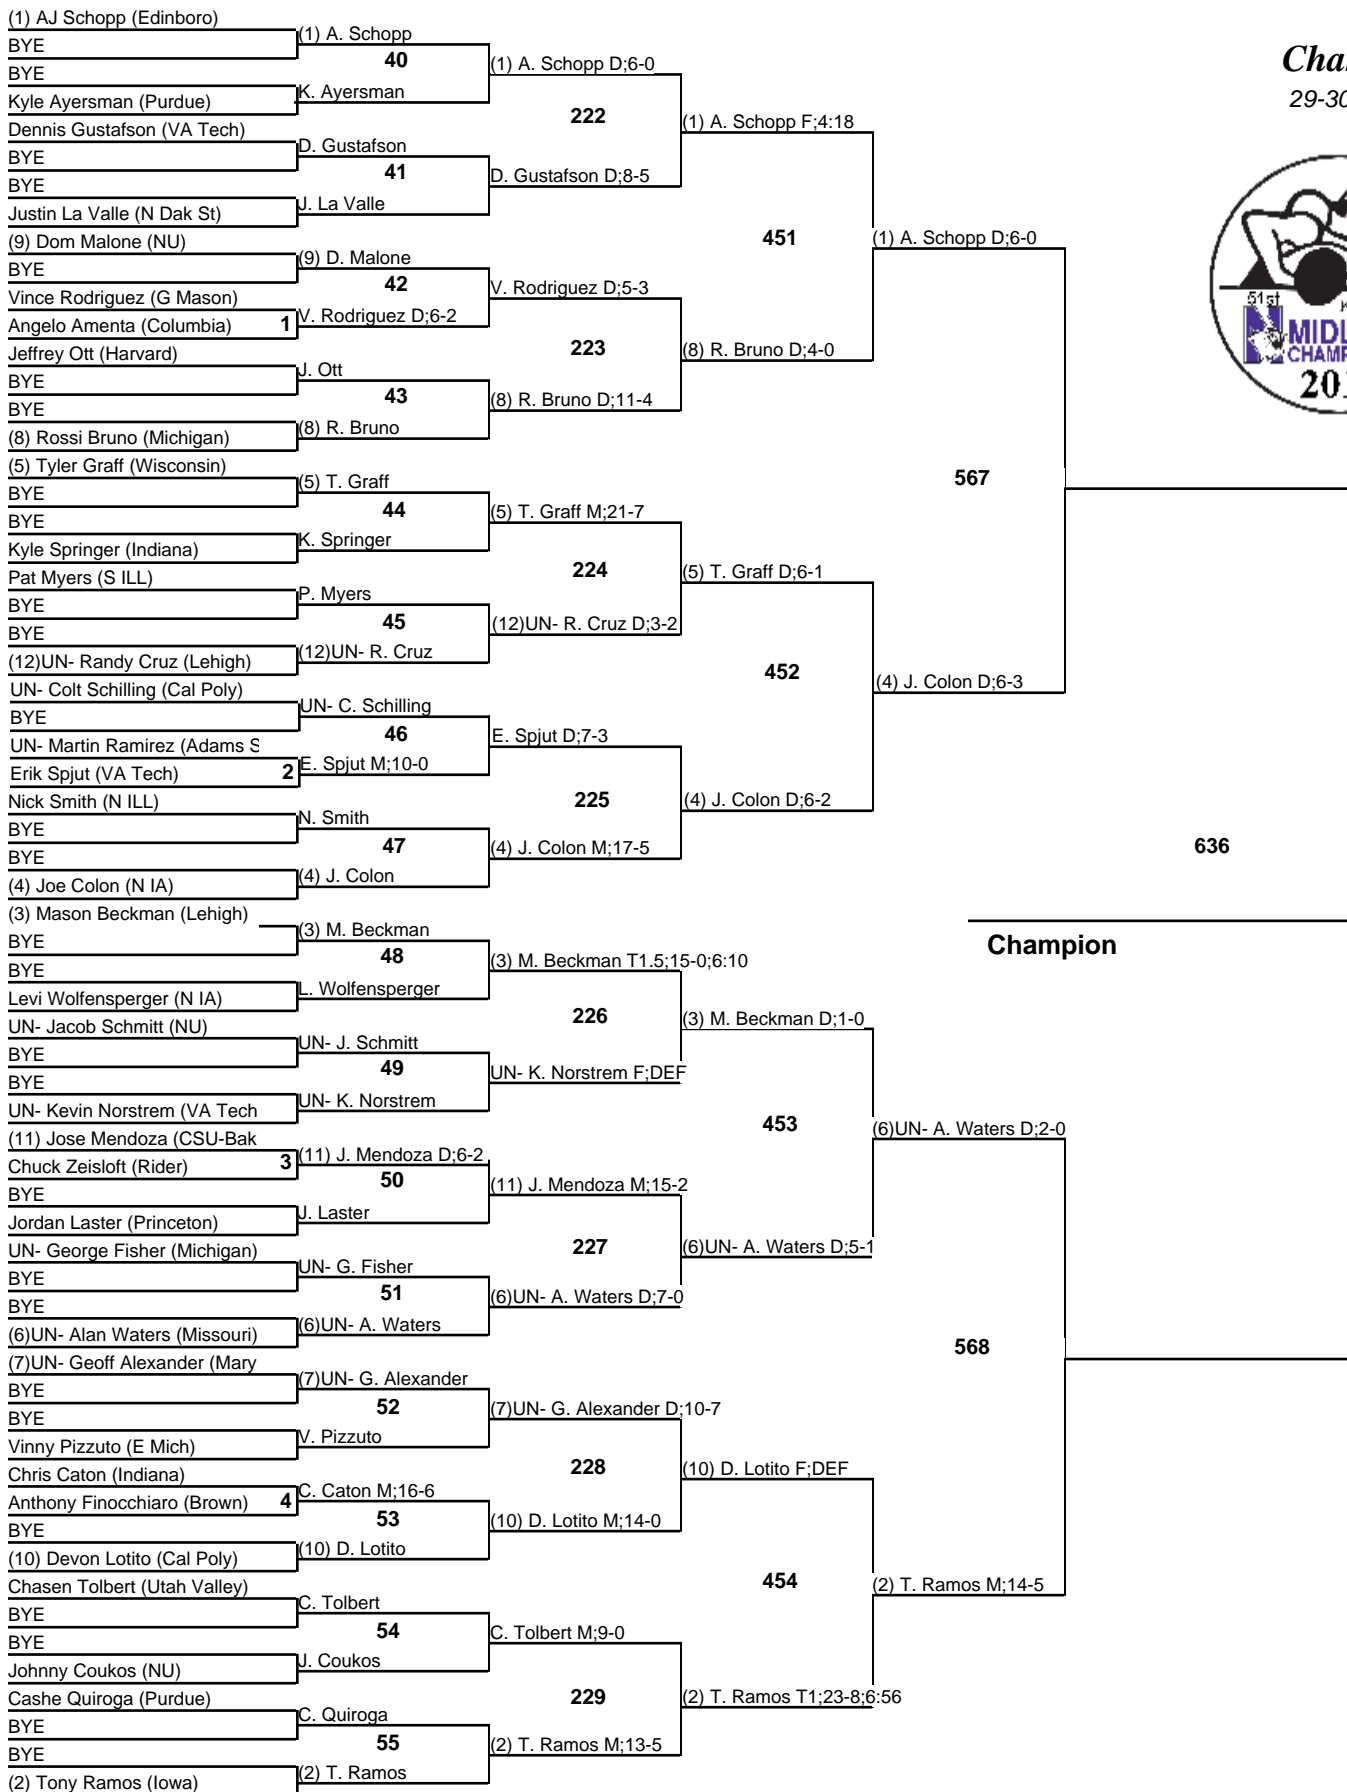 (1) AJ Schopp (Edinboro)
BYE
BYE
Kyle Ayersman (Purdue)
Dennis Gustafson (VA Tech)
BYE
BYE
Justin La Valle (N Dak St)
(9) Dom Malone (NU)
BYE
Vince Rodriguez (G Mason)
Angelo Amenta (Columbia) 1
Jeffrey Ott (Harvard)
BYE
BYE
(8) Rossi Bruno (Michigan)
(5) Tyler Graff (Wisconsin)
BYE
BYE
Kyle Springer (Indiana)
Pat Myers (S ILL)
BYE
BYE
(12)UN- Randy Cruz (Lehigh)
UN- Colt Schilling (Cal Poly)
BYE
UN- Martin Ramirez (Adams S
Erik Spjut (VA Tech) 2
Nick Smith (N ILL)
BYE
BYE
(4) Joe Colon (N IA)
(3) Mason Beckman (Lehigh)
BYE
BYE
Levi Wolfensperger (N IA)
UN- Jacob Schmitt (NU)
BYE
BYE
UN- Kevin Norstrem (VA Tech
(11) Jose Mendoza (CSU-Bak
Chuck Zeisloft (Rider) 3
BYE
Jordan Laster (Princeton)
UN- George Fisher (Michigan)
BYE
BYE
(6)UN- Alan Waters (Missouri)
(7)UN- Geoff Alexander (Mary
BYE
BYE
Vinny Pizzuto (E Mich)
Chris Caton (Indiana)
Anthony Finocchiaro (Brown) 4
BYE
(10) Devon Lotito (Cal Poly)
Chasen Tolbert (Utah Valley)
BYE
BYE
Johnny Coukos (NU)
Cashe Quiroga (Purdue)
BYE
BYE
(2) Tony Ramos (Iowa)
(1) A. Schopp
40
K. Ayersman
D. Gustafson
41
J. La Valle
(9) D. Malone
42
V. Rodriguez D;6-2
J. Ott
43
(8) R. Bruno
(5) T. Graff
44
K. Springer
P. Myers
45
(12)UN- R. Cruz
UN- C. Schilling
46
E. Spjut M;10-0
N. Smith
47
(4) J. Colon
(3) M. Beckman
48
L. Wolfensperger
UN- J. Schmitt
49
UN- K. Norstrem
(11) J. Mendoza D;6-2
50
J. Laster
UN- G. Fisher
51
(6)UN- A. Waters
(7)UN- G. Alexander
52
V. Pizzuto
C. Caton M;16-6
53
(10) D. Lotito
C. Tolbert
54
J. Coukos
C. Quiroga
55
(2) T. Ramos
(1) A. Schopp D;6-0
222
D. Gustafson D;8-5
V. Rodriguez D;5-3
223
(8) R. Bruno D;11-4
(5) T. Graff M;21-7
224
(12)UN- R. Cruz D;3-2
E. Spjut D;7-3
225
(4) J. Colon M;17-5
(3) M. Beckman T1.5;15-0;6:10
226
UN- K. Norstrem F;DEF
(11) J. Mendoza M;15-2
227
(6)UN- A. Waters D;7-0
(7)UN- G. Alexander D;10-7
228
(10) D. Lotito M;14-0
C. Tolbert M;9-0
229
(2) T. Ramos M;13-5
(1) A. Schopp F;4:18
451
(8) R. Bruno D;4-0
(5) T. Graff D;6-1
452
(4) J. Colon D;6-2
(3) M. Beckman D;1-0
453
(6)UN- A. Waters D;5-1
(10) D. Lotito F;DEF
454
(2) T. Ramos T1;23-8;6:56
(1) A. Schopp D;6-0
567
(4) J. Colon D;6-3
(6)UN- A. Waters D;2-0
568
(2) T. Ramos M;14-5
636
Champion
Cha
29-30
51st
N
MIDL
CHAMP
201